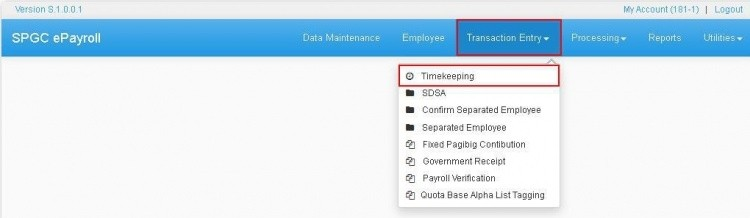 Version S.1.0.0.1 My Account (181-1) | Logout
SPGC ePayroll Data Maintenance Employee Transaction Entry Processing Reports Utilities
Timekeeping
SDSA
Confirm Separated Employee
Separated Employee
Fixed Pagibig Contibution
Government Receipt
Payroll Verification
Quota Base Alpha List Tagging